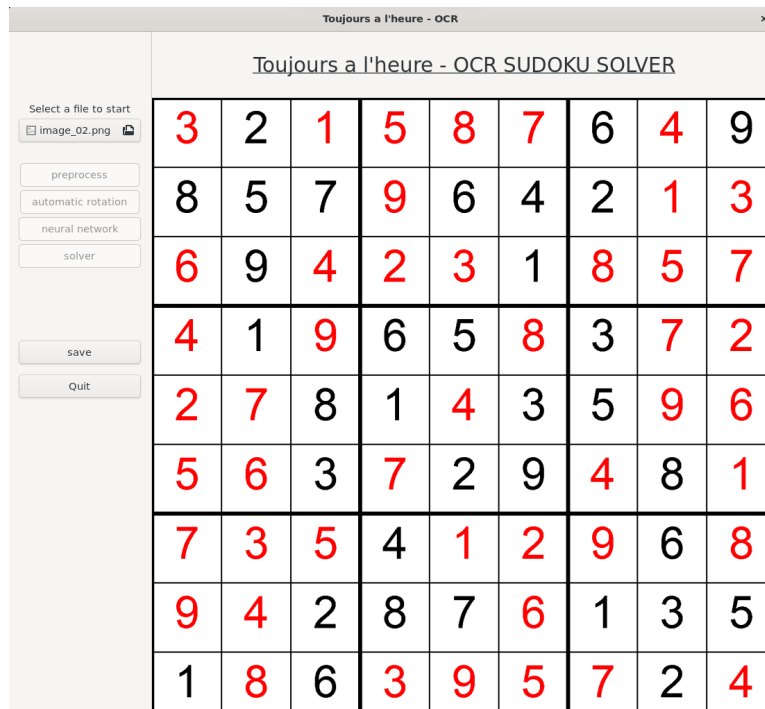 Toujours a l'heure - OCR
×
Toujours a l'heure - OCR SUDOKU SOLVER
Select a file to start
image_02.png
preprocess
automatic rotation
neural network
solver
save
Quit
3 2 1 5 8 7 6 4 9
8 5 7 9 6 4 2 1 3
6 9 4 2 3 1 8 5 7
4 1 9 6 5 8 3 7 2
2 7 8 1 4 3 5 9 6
5 6 3 7 2 9 4 8 1
7 3 5 4 1 2 9 6 8
9 4 2 8 7 6 1 3 5
1 8 6 3 9 5 7 2 4